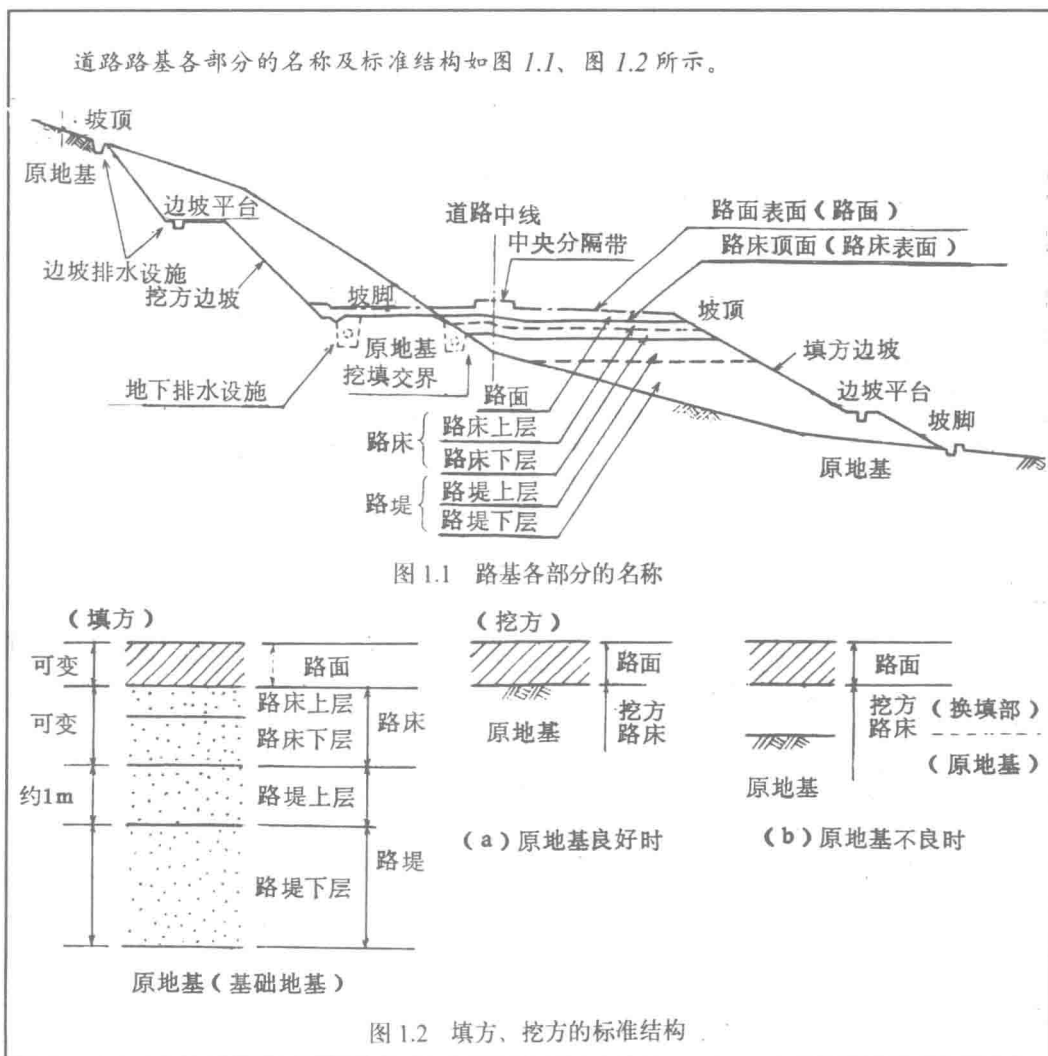 道路路基各部分的名称及标准结构如图 1.1、图 1.2 所示。
坡顶
原地基
边坡平台
边坡排水设施
挖方边坡
道路中线
中央分隔带
路面表面（路面）
路床顶面（路床表面）
坡脚
坡顶
原地基
挖填交界
地下排水设施
填方边坡
边坡平台
坡脚
原地基
路面
路床
路床上层
路床下层
路堤
路堤上层
路堤下层
图 1.1 路基各部分的名称
（填方）
可变
路面
可变
路床上层
路床下层
路床
约1m
路堤上层
路堤下层
路堤
原地基（基础地基）
（挖方）
路面
原地基
挖方
路床
（a）原地基良好时
路面
挖方
路床
（换填部）
（原地基）
原地基
（b）原地基不良时
图 1.2 填方、挖方的标准结构